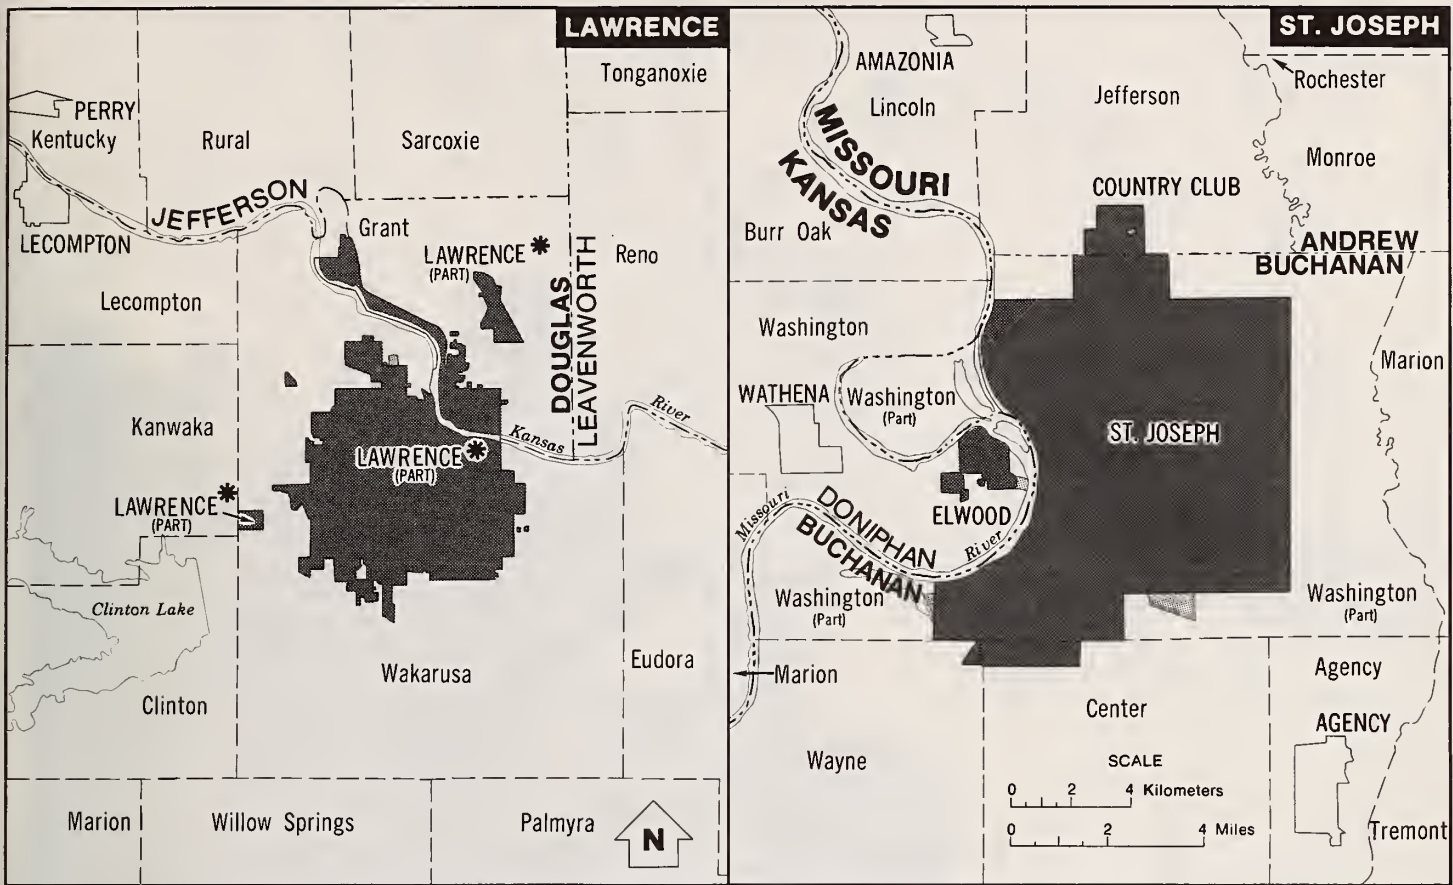 LAWRENCE
Tonganoxie
PERRY
Kentucky
Rural
Sarcoxie
JEFFERSON
LECOMPTON
Grant
LAWRENCE *
(PART)
Reno
DOUGLAS
LEAVENWORTH
Lecompton
Kanwaka
Kansas
River
LAWRENCE *
(PART)
LAWRENCE *
(PART)
Clinton Lake
Wakarusa
Eudora
Clinton
Marion
Willow Springs
Palmyra
N
ST. JOSEPH
AMAZONIA
Lincoln
Jefferson
Rochester
Monroe
MISSOURI
KANSAS
COUNTRY CLUB
Burr Oak
ANDREW
BUCHANAN
Washington
Marion
WATHENA
Washington
(Part)
ST. JOSEPH
ELWOOD
Missouri
River
DONIPHAN
BUCHANAN
Washington
(Part)
Washington
(Part)
Marion
Agency
Center
AGENCY
Wayne
SCALE
0 2 4 Kilometers
0 2 4 Miles
Tremont